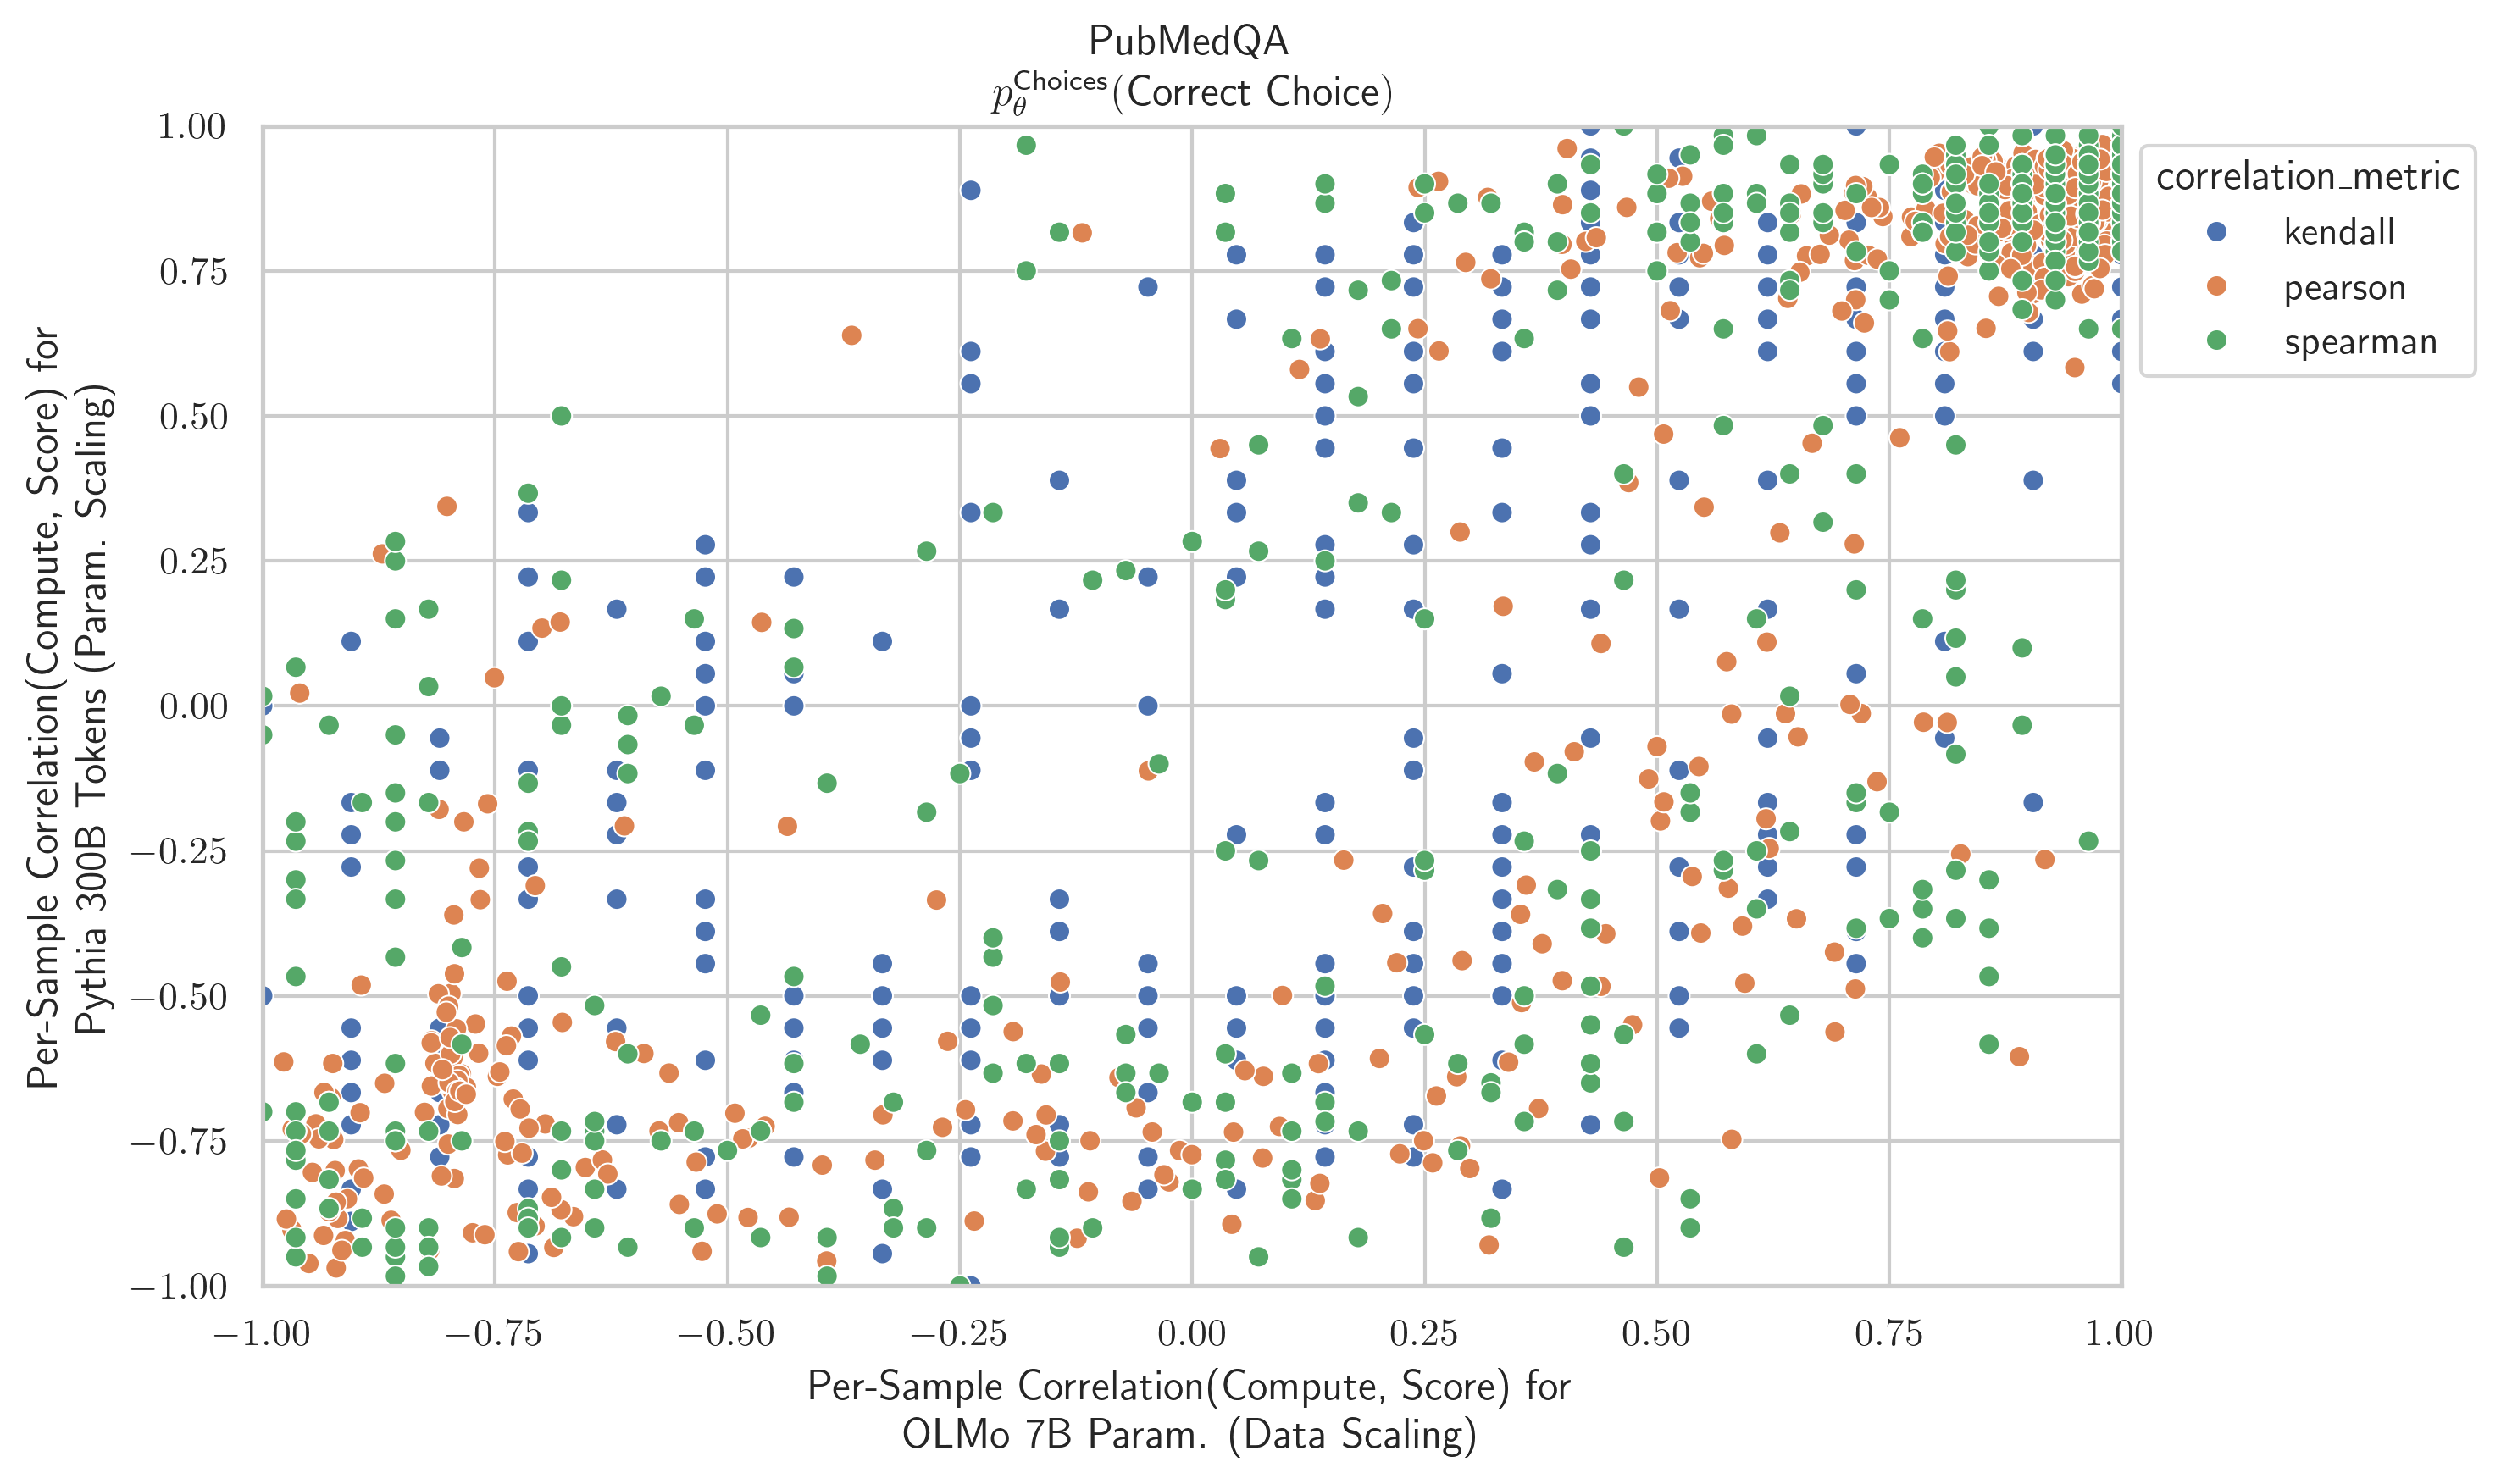 PubMedQA
p_θ^Choices(Correct Choice)
1.00
0.75
0.50
0.25
0.00
−0.25
−0.50
−0.75
−1.00
Per-Sample Correlation(Compute, Score) for
Pythia 300B Tokens (Param. Scaling)
−1.00 −0.75 −0.50 −0.25 0.00 0.25 0.50 0.75 1.00
Per-Sample Correlation(Compute, Score) for
OLMo 7B Param. (Data Scaling)
correlation_metric
kendall
pearson
spearman